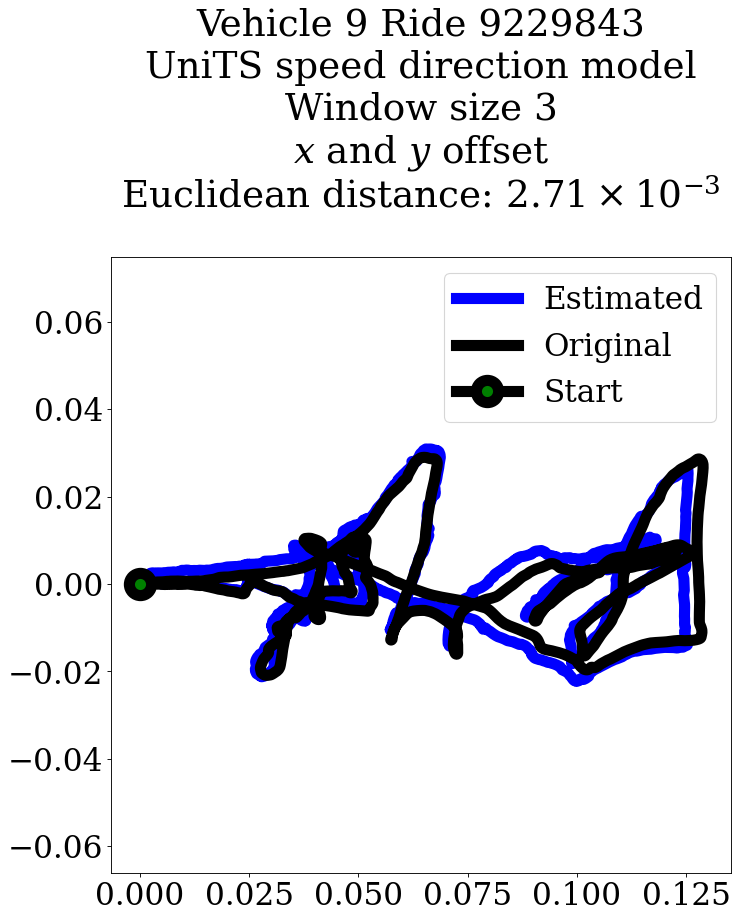 Vehicle 9 Ride 9229843
UniTS speed direction model
Window size 3
x and y offset
Euclidean distance: 2.71 × 10⁻³
Estimated
Original
Start
0.06
0.04
0.02
0.00
−0.02
−0.04
−0.06
0.000 0.025 0.050 0.075 0.100 0.125